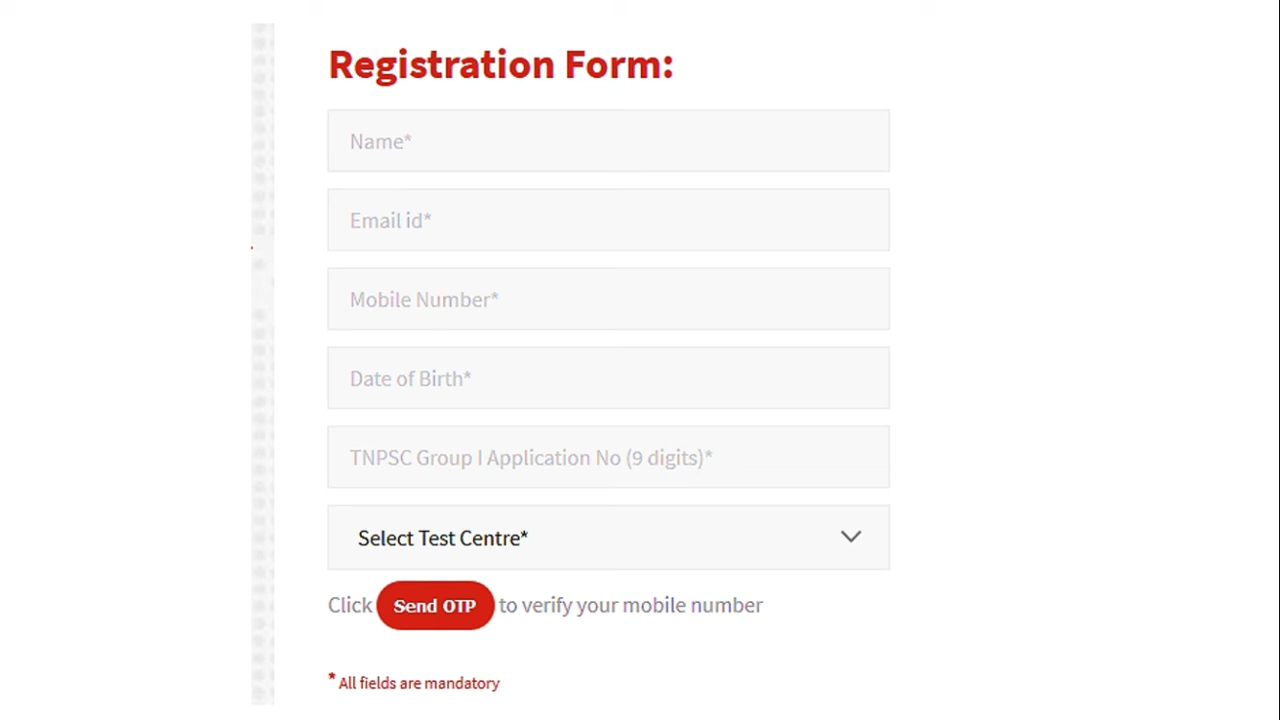 Registration Form:
Name*
Email id*
Mobile Number*
Date of Birth*
TNPSC Group I Application No (9 digits)*
Select Test Centre*
Click Send OTP to verify your mobile number
* All fields are mandatory